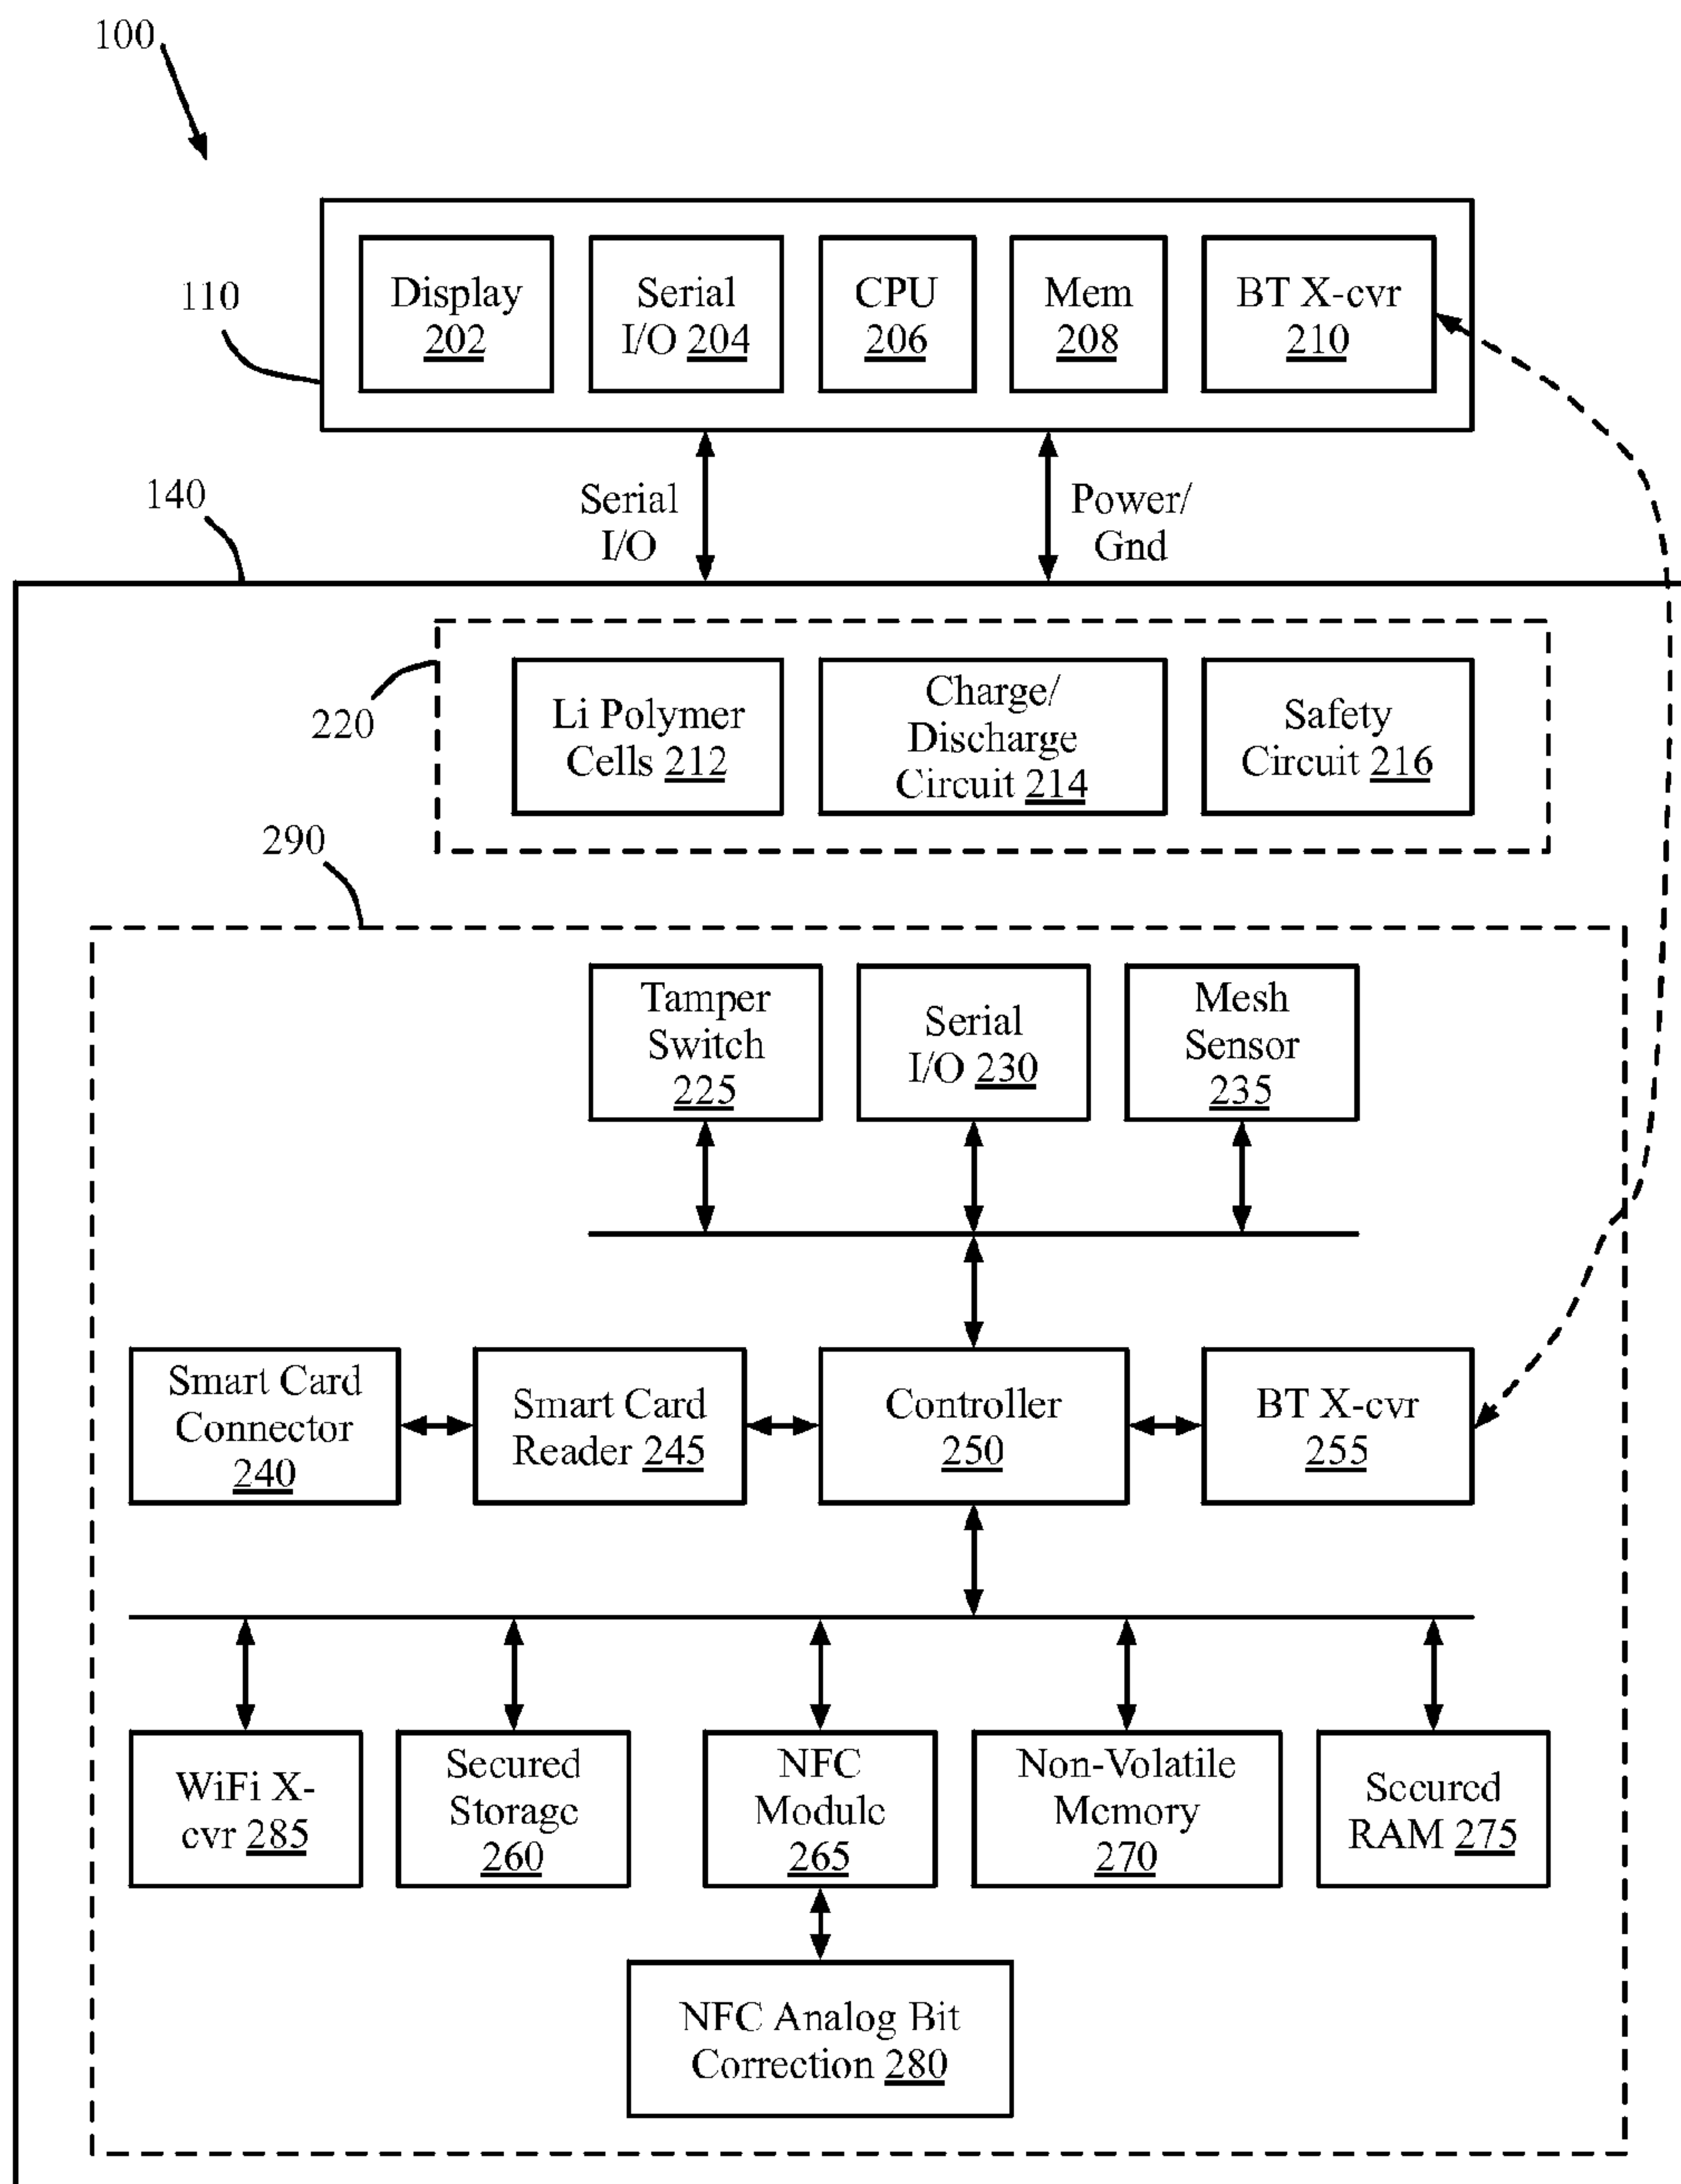 100
110
Display
202
Serial
I/O 204
CPU
206
Mem
208
BT X-cvr
210
140
Serial
I/O
Power/
Gnd
220
Li Polymer
Cells 212
Charge/
Discharge
Circuit 214
Safety
Circuit 216
290
Tamper
Switch
225
Serial
I/O 230
Mesh
Sensor
235
Smart Card
Connector
240
Smart Card
Reader 245
Controller
250
BT X-cvr
255
WiFi X-
cvr 285
Secured
Storage
260
NFC
Module
265
Non-Volatile
Memory
270
Secured
RAM 275
NFC Analog Bit
Correction 280